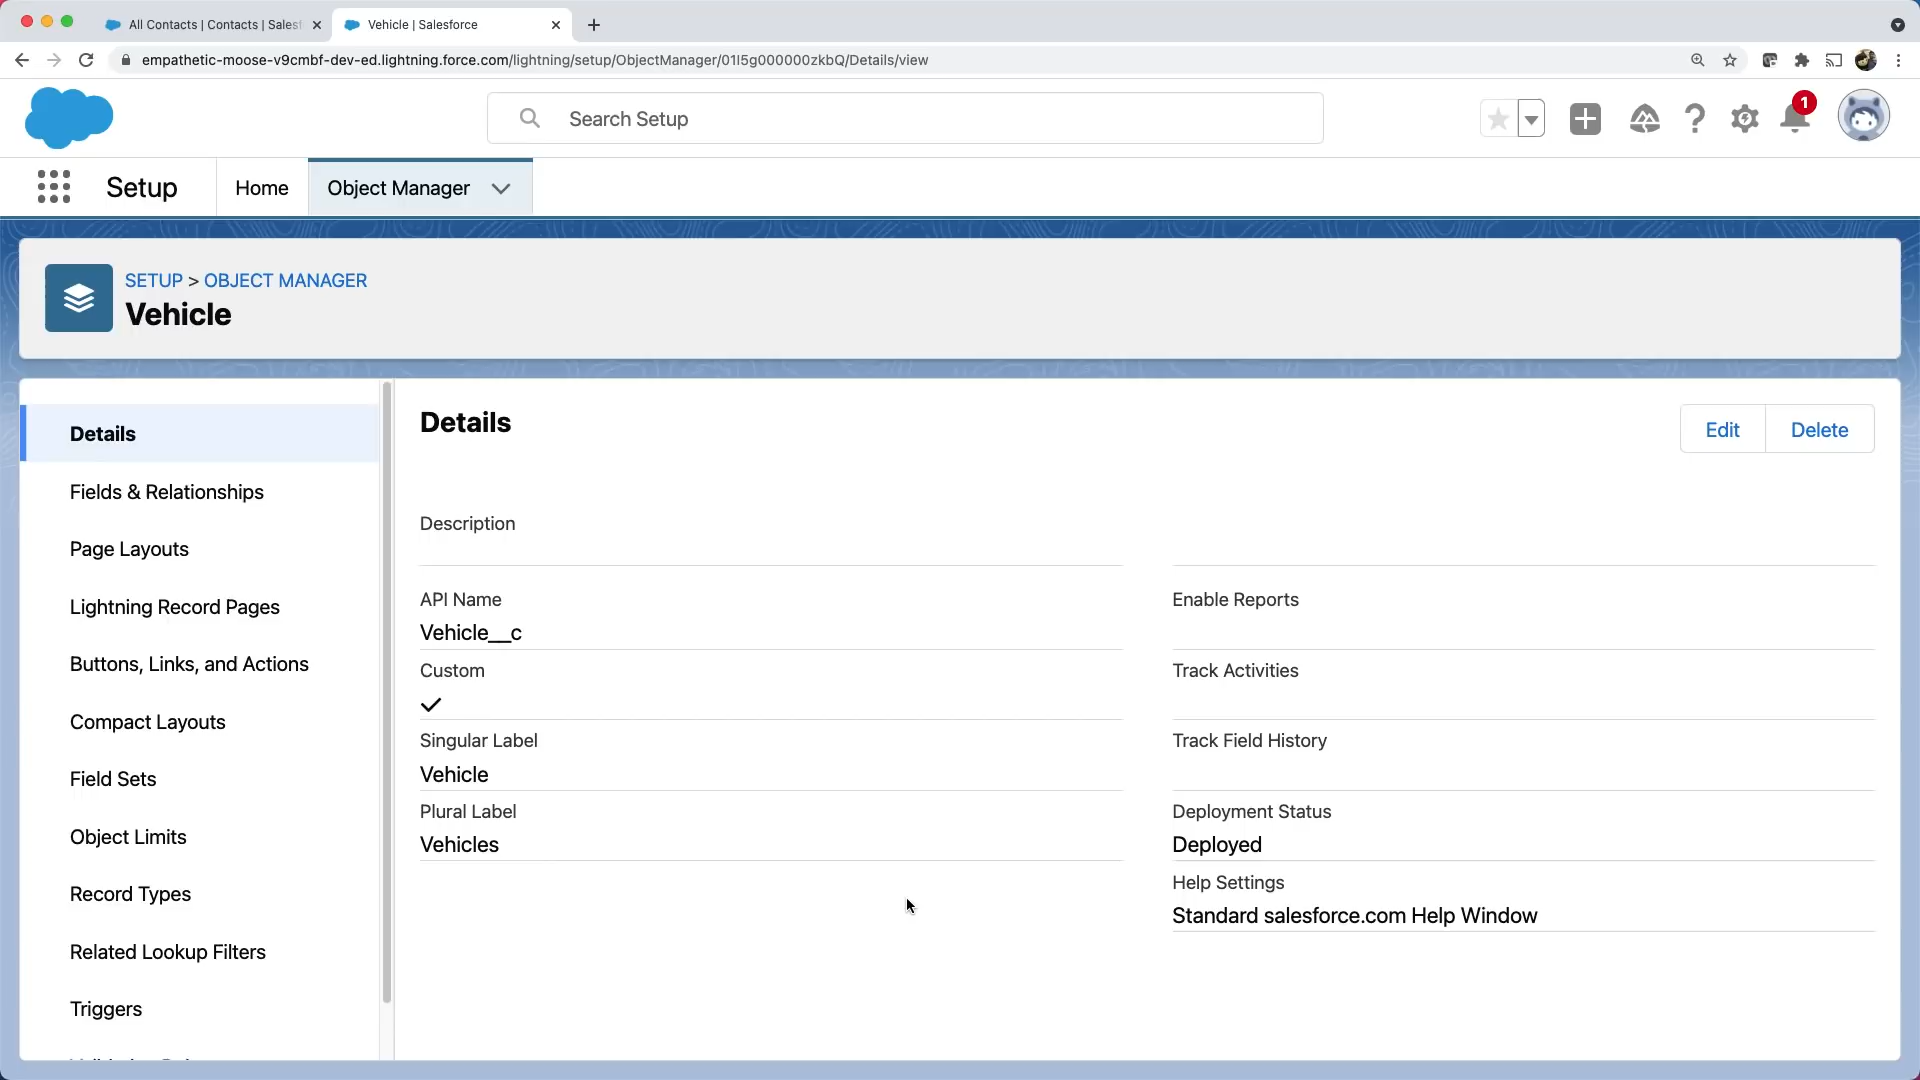 All Contacts | Contacts | Salesf
Vehicle | Salesforce
empathetic-moose-v9cmbf-dev-ed.lightning.force.com/lightning/setup/ObjectManager/01I5g000000zkbQ/Details/view
Search Setup
1
Setup
Home
Object Manager
SETUP > OBJECT MANAGER
Vehicle
Details
Fields & Relationships
Page Layouts
Lightning Record Pages
Buttons, Links, and Actions
Compact Layouts
Field Sets
Object Limits
Record Types
Related Lookup Filters
Triggers
Details
Edit
Delete
Description
API Name
Vehicle__c
Custom
Singular Label
Vehicle
Plural Label
Vehicles
Enable Reports
Track Activities
Track Field History
Deployment Status
Deployed
Help Settings
Standard salesforce.com Help Window